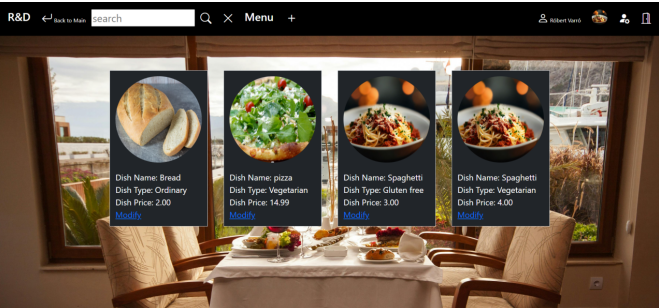 R&D
Back to Main
search
Menu
Róbert Varró
Dish Name: Bread
Dish Type: Ordinary
Dish Price: 2.00
Modify
Dish Name: pizza
Dish Type: Vegetarian
Dish Price: 14.99
Modify
Dish Name: Spaghetti
Dish Type: Gluten free
Dish Price: 3.00
Modify
Dish Name: Spaghetti
Dish Type: Vegetarian
Dish Price: 4.00
Modify